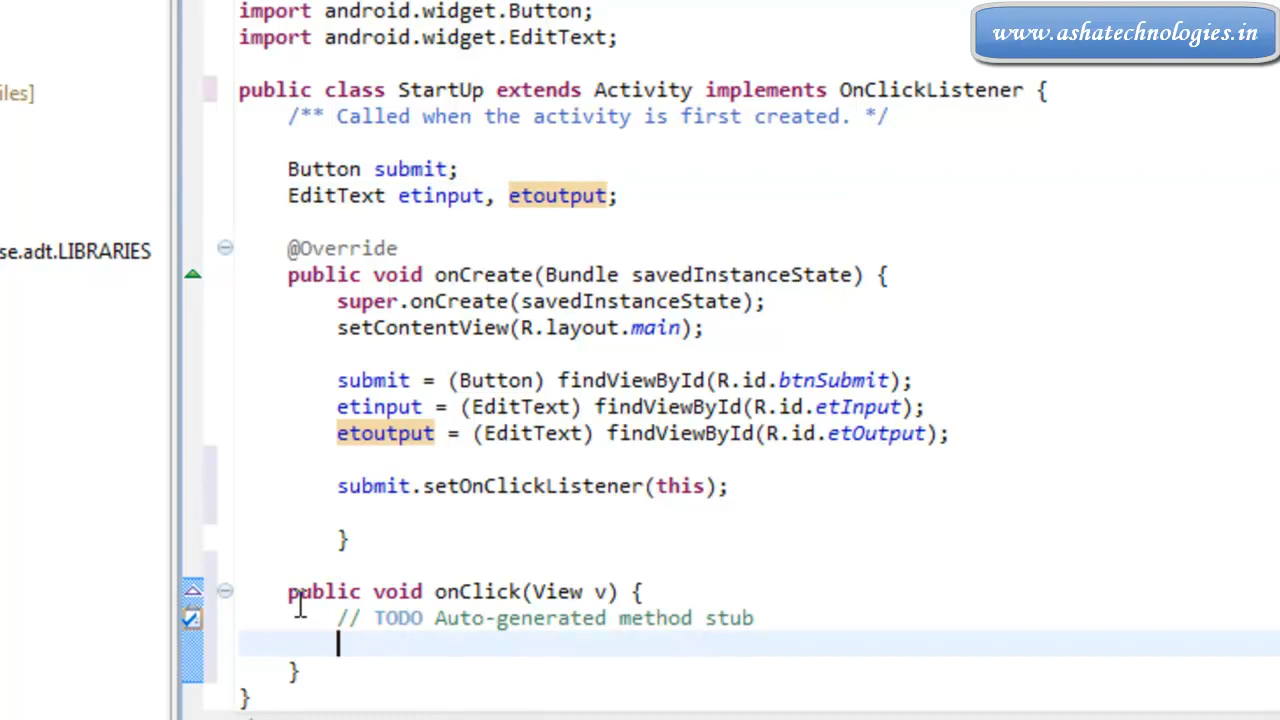 www.ashatechnologies.in
import android.widget.Button;
import android.widget.EditText;
iles]
public class StartUp extends Activity implements OnClickListener {
/** Called when the activity is first created. */
Button submit;
EditText etinput, etoutput;
se.adt.LIBRARIES
@Override
public void onCreate(Bundle savedInstanceState) {
super.onCreate(savedInstanceState);
setContentView(R.layout.main);
submit = (Button) findViewById(R.id.btnSubmit);
etinput = (EditText) findViewById(R.id.etInput);
etoutput = (EditText) findViewById(R.id.etOutput);
submit.setOnClickListener(this);
}
public void onClick(View v) {
// TODO Auto-generated method stub
}
}